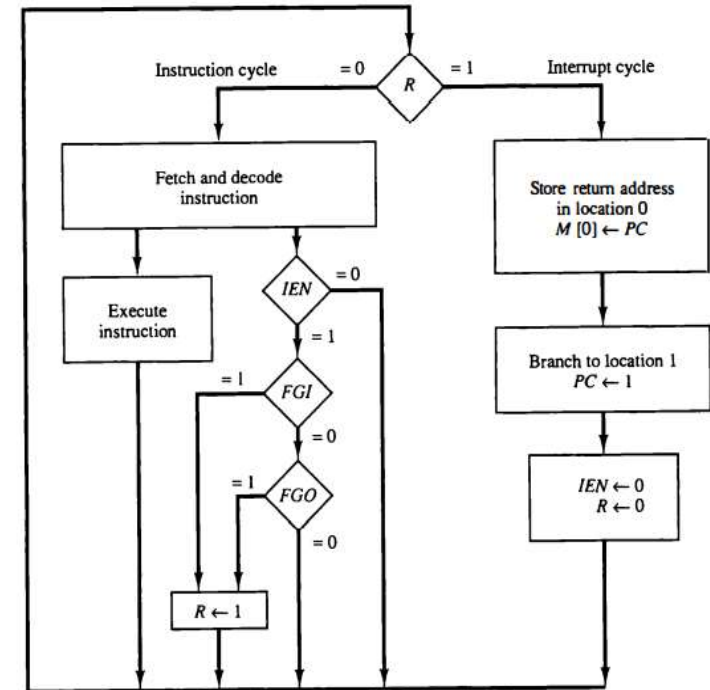 Instruction cycle
= 0
R
= 1
Interrupt cycle
Fetch and decode
instruction
Store return address
in location 0
M [0] ← PC
IEN
= 0
Execute
instruction
= 1
Branch to location 1
PC ← 1
= 1
FGI
= 0
= 1
FGO
IEN ← 0
R ← 0
= 0
R ← 1